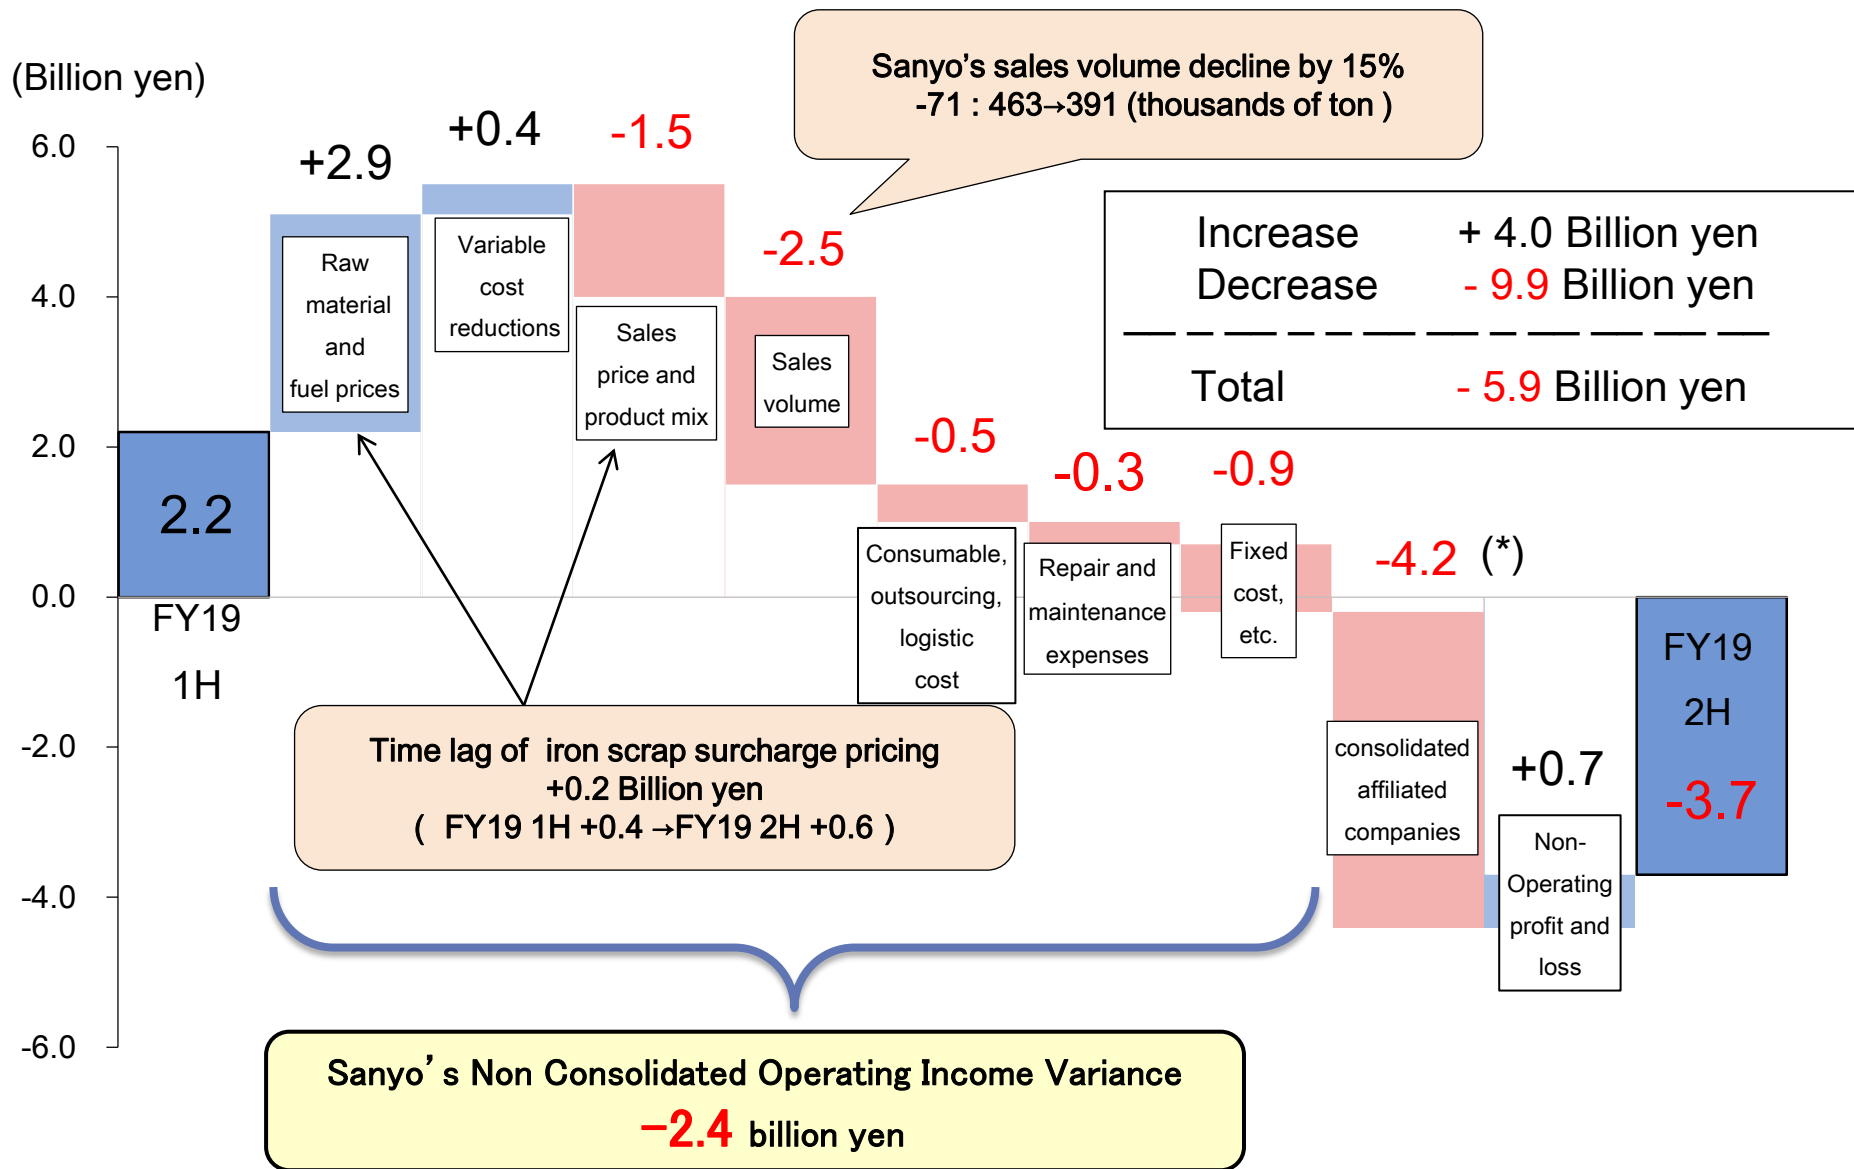 (Billion yen)
6.0
4.0
2.0
0.0
-2.0
-4.0
-6.0
2.2
FY19
1H
+2.9
Raw
material
and
fuel prices
+0.4
Variable
cost
reductions
-1.5
Sales
price and
product mix
-2.5
Sales
volume
Sanyo's sales volume decline by 15%
-71 : 463→391 (thousands of ton )
-0.5
Consumable,
outsourcing,
logistic
cost
-0.3
Repair and
maintenance
expenses
-0.9
Fixed
cost,
etc.
-4.2 (*)
consolidated
affiliated
companies
+0.7
Non-
Operating
profit and
loss
FY19
2H
-3.7
Increase + 4.0 Billion yen
Decrease - 9.9 Billion yen
Total - 5.9 Billion yen
Time lag of iron scrap surcharge pricing
+0.2 Billion yen
( FY19 1H +0.4 →FY19 2H +0.6 )
Sanyo's Non Consolidated Operating Income Variance
−2.4 billion yen